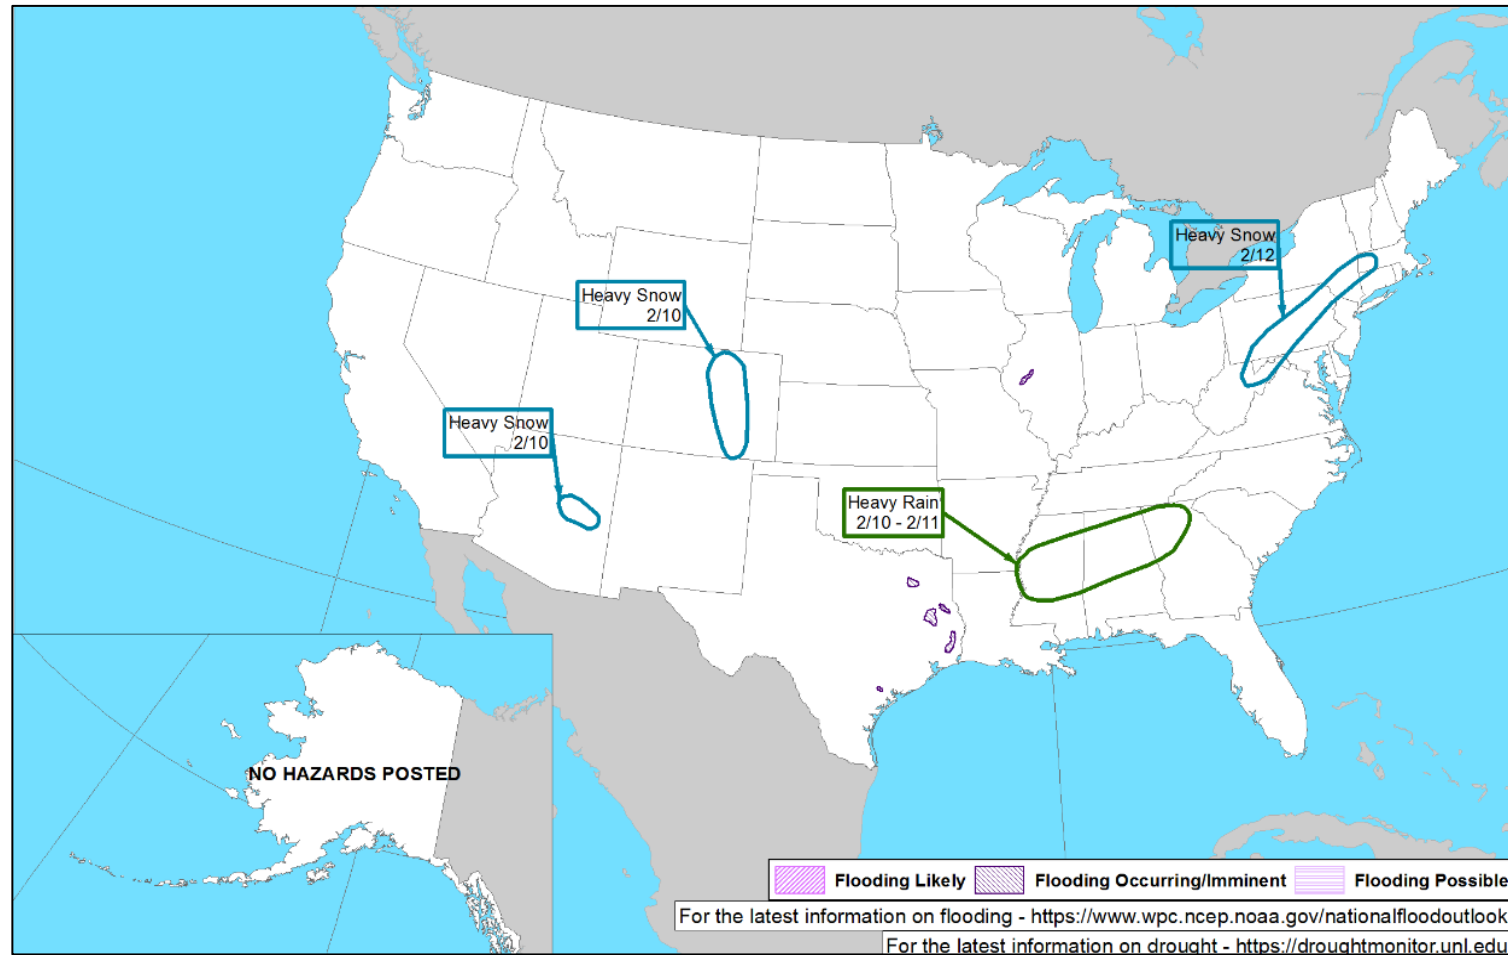 Heavy Snow
2/12
Heavy Snow
2/10
Heavy Snow
2/10
Heavy Rain
2/10 - 2/11
NO HAZARDS POSTED
Flooding Likely
Flooding Occurring/Imminent
Flooding Possible
For the latest information on flooding - https://www.wpc.ncep.noaa.gov/nationalfloodoutlook
For the latest information on drought - https://droughtmonitor.unl.edu